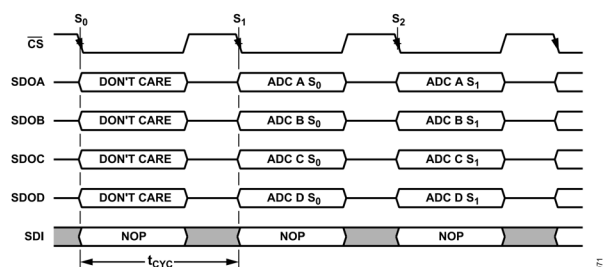 S0 S1 S2
CS
SDOA DON'T CARE ADC A S0 ADC A S1
SDOB DON'T CARE ADC B S0 ADC B S1
SDOC DON'T CARE ADC C S0 ADC C S1
SDOD DON'T CARE ADC D S0 ADC D S1
SDI NOP NOP NOP
tCYC